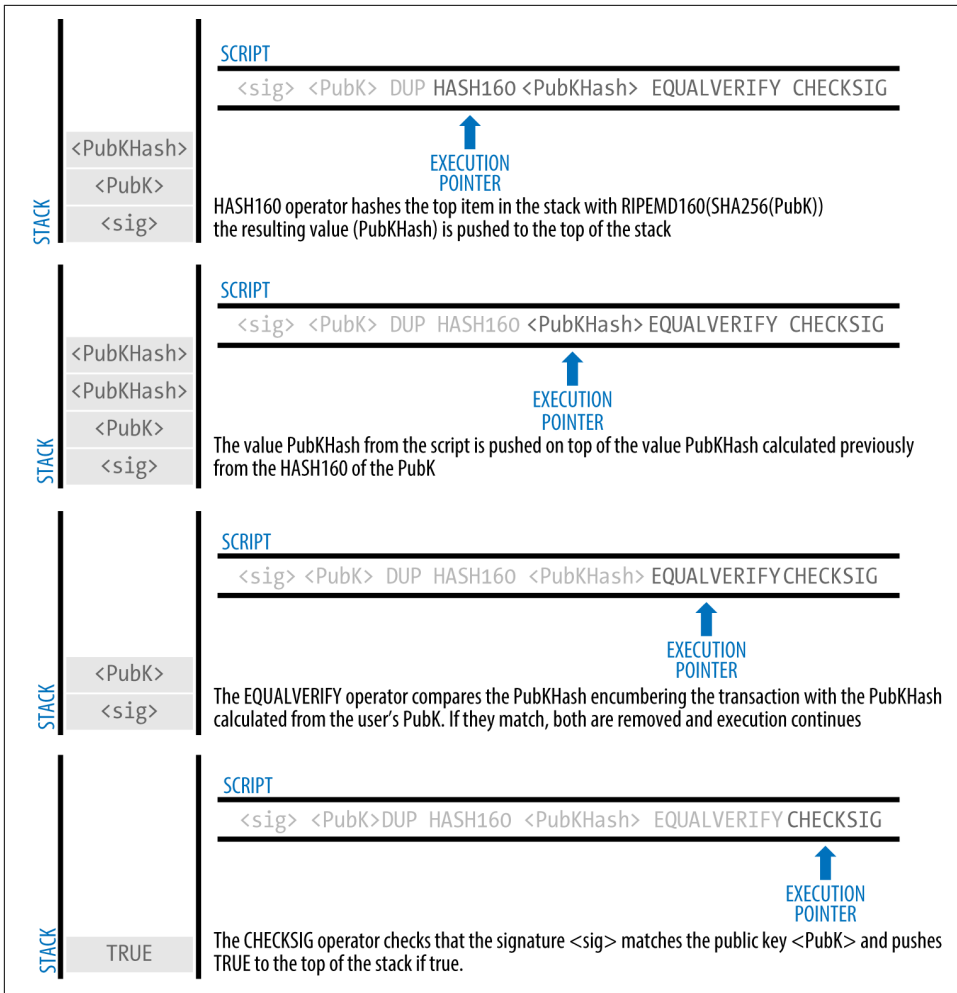 SCRIPT
<sig> <PubK> DUP HASH160 <PubKHash> EQUALVERIFY CHECKSIG
EXECUTION
POINTER
<PubKHash>
<PubK>
<sig>
STACK
HASH160 operator hashes the top item in the stack with RIPEMD160(SHA256(PubK))
the resulting value (PubKHash) is pushed to the top of the stack
SCRIPT
<sig> <PubK> DUP HASH160 <PubKHash> EQUALVERIFY CHECKSIG
EXECUTION
POINTER
<PubKHash>
<PubKHash>
<PubK>
<sig>
STACK
The value PubKHash from the script is pushed on top of the value PubKHash calculated previously
from the HASH160 of the PubK
SCRIPT
<sig> <PubK> DUP HASH160 <PubKHash> EQUALVERIFY CHECKSIG
EXECUTION
POINTER
<PubK>
<sig>
STACK
The EQUALVERIFY operator compares the PubKHash encumbering the transaction with the PubKHash
calculated from the user's PubK. If they match, both are removed and execution continues
SCRIPT
<sig> <PubK> DUP HASH160 <PubKHash> EQUALVERIFY CHECKSIG
EXECUTION
POINTER
TRUE
STACK
The CHECKSIG operator checks that the signature <sig> matches the public key <PubK> and pushes
TRUE to the top of the stack if true.